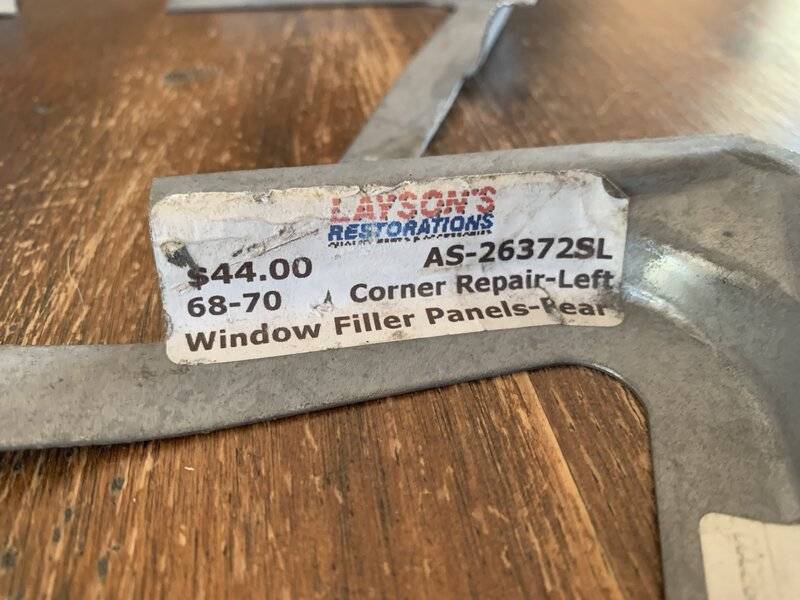 LAYSON'S
RESTORATIONS
$44.00 AS-26372SL
68-70 Corner Repair-Left
Window Filler Panels-Rear